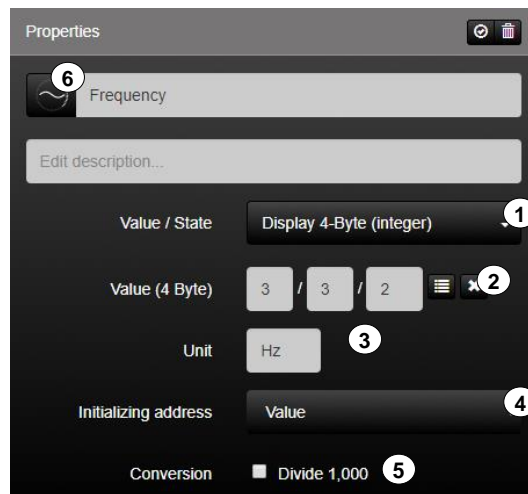 Properties
6
Frequency
Edit description...
Value / State Display 4-Byte (integer) 1
Value (4 Byte) 3 / 3 / 2 2
Unit Hz 3
Initializing address Value 4
Conversion Divide 1,000 5